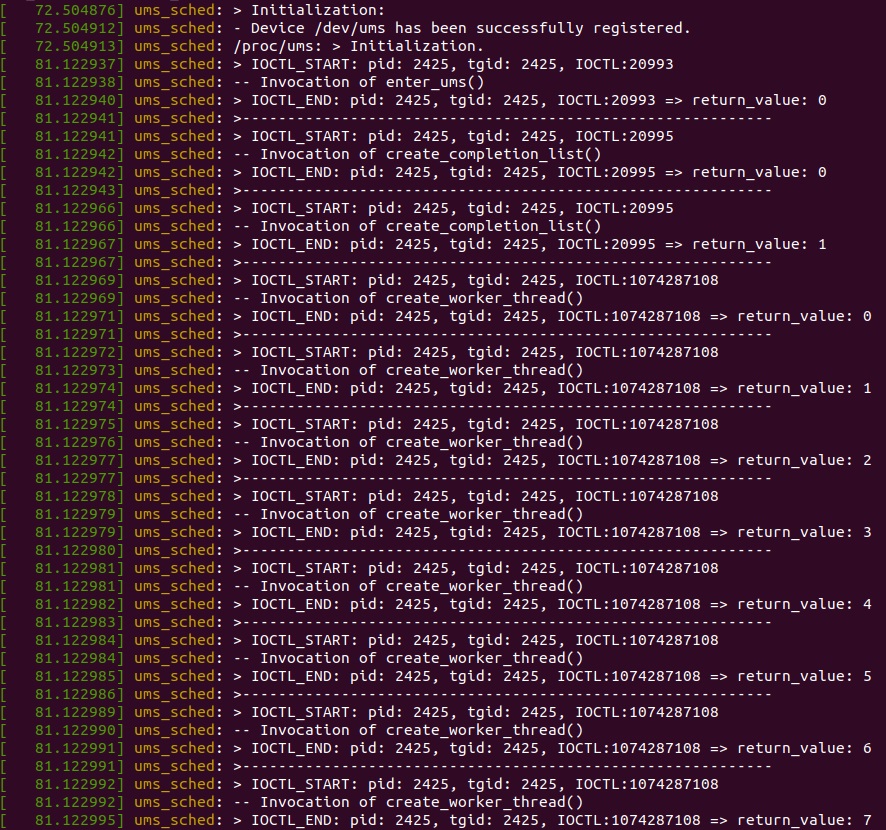 [   72.504876] ums_sched: > Initialization:
[   72.504912] ums_sched: - Device /dev/ums has been successfully registered.
[   72.504913] ums_sched: /proc/ums: > Initialization.
[   81.122937] ums_sched: > IOCTL_START: pid: 2425, tgid: 2425, IOCTL:20993
[   81.122938] ums_sched: -- Invocation of enter_ums()
[   81.122940] ums_sched: > IOCTL_END: pid: 2425, tgid: 2425, IOCTL:20993 => return_value: 0
[   81.122941] ums_sched: >-----------------------------------------------------------
[   81.122941] ums_sched: > IOCTL_START: pid: 2425, tgid: 2425, IOCTL:20995
[   81.122942] ums_sched: -- Invocation of create_completion_list()
[   81.122942] ums_sched: > IOCTL_END: pid: 2425, tgid: 2425, IOCTL:20995 => return_value: 0
[   81.122943] ums_sched: >-----------------------------------------------------------
[   81.122966] ums_sched: > IOCTL_START: pid: 2425, tgid: 2425, IOCTL:20995
[   81.122966] ums_sched: -- Invocation of create_completion_list()
[   81.122967] ums_sched: > IOCTL_END: pid: 2425, tgid: 2425, IOCTL:20995 => return_value: 1
[   81.122967] ums_sched: >-----------------------------------------------------------
[   81.122969] ums_sched: > IOCTL_START: pid: 2425, tgid: 2425, IOCTL:1074287108
[   81.122969] ums_sched: -- Invocation of create_worker_thread()
[   81.122971] ums_sched: > IOCTL_END: pid: 2425, tgid: 2425, IOCTL:1074287108 => return_value: 0
[   81.122971] ums_sched: >-----------------------------------------------------------
[   81.122972] ums_sched: > IOCTL_START: pid: 2425, tgid: 2425, IOCTL:1074287108
[   81.122973] ums_sched: -- Invocation of create_worker_thread()
[   81.122974] ums_sched: > IOCTL_END: pid: 2425, tgid: 2425, IOCTL:1074287108 => return_value: 1
[   81.122974] ums_sched: >-----------------------------------------------------------
[   81.122975] ums_sched: > IOCTL_START: pid: 2425, tgid: 2425, IOCTL:1074287108
[   81.122976] ums_sched: -- Invocation of create_worker_thread()
[   81.122977] ums_sched: > IOCTL_END: pid: 2425, tgid: 2425, IOCTL:1074287108 => return_value: 2
[   81.122977] ums_sched: >-----------------------------------------------------------
[   81.122978] ums_sched: > IOCTL_START: pid: 2425, tgid: 2425, IOCTL:1074287108
[   81.122979] ums_sched: -- Invocation of create_worker_thread()
[   81.122979] ums_sched: > IOCTL_END: pid: 2425, tgid: 2425, IOCTL:1074287108 => return_value: 3
[   81.122980] ums_sched: >-----------------------------------------------------------
[   81.122981] ums_sched: > IOCTL_START: pid: 2425, tgid: 2425, IOCTL:1074287108
[   81.122981] ums_sched: -- Invocation of create_worker_thread()
[   81.122982] ums_sched: > IOCTL_END: pid: 2425, tgid: 2425, IOCTL:1074287108 => return_value: 4
[   81.122983] ums_sched: >-----------------------------------------------------------
[   81.122984] ums_sched: > IOCTL_START: pid: 2425, tgid: 2425, IOCTL:1074287108
[   81.122984] ums_sched: -- Invocation of create_worker_thread()
[   81.122985] ums_sched: > IOCTL_END: pid: 2425, tgid: 2425, IOCTL:1074287108 => return_value: 5
[   81.122986] ums_sched: >-----------------------------------------------------------
[   81.122989] ums_sched: > IOCTL_START: pid: 2425, tgid: 2425, IOCTL:1074287108
[   81.122990] ums_sched: -- Invocation of create_worker_thread()
[   81.122991] ums_sched: > IOCTL_END: pid: 2425, tgid: 2425, IOCTL:1074287108 => return_value: 6
[   81.122991] ums_sched: >-----------------------------------------------------------
[   81.122992] ums_sched: > IOCTL_START: pid: 2425, tgid: 2425, IOCTL:1074287108
[   81.122992] ums_sched: -- Invocation of create_worker_thread()
[   81.122995] ums_sched: > IOCTL_END: pid: 2425, tgid: 2425, IOCTL:1074287108 => return_value: 7